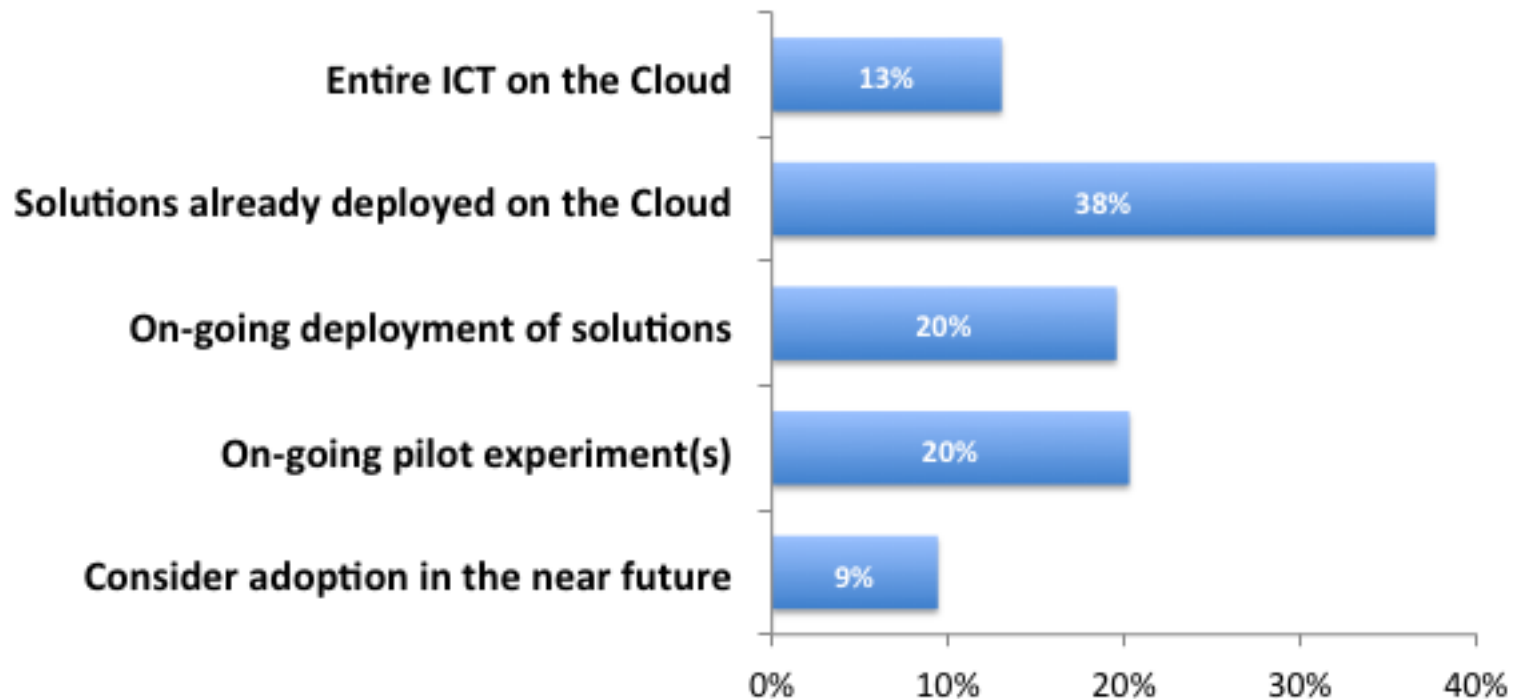 Entire ICT on the Cloud 13%
Solutions already deployed on the Cloud 38%
On-going deployment of solutions 20%
On-going pilot experiment(s) 20%
Consider adoption in the near future 9%
0% 10% 20% 30% 40%